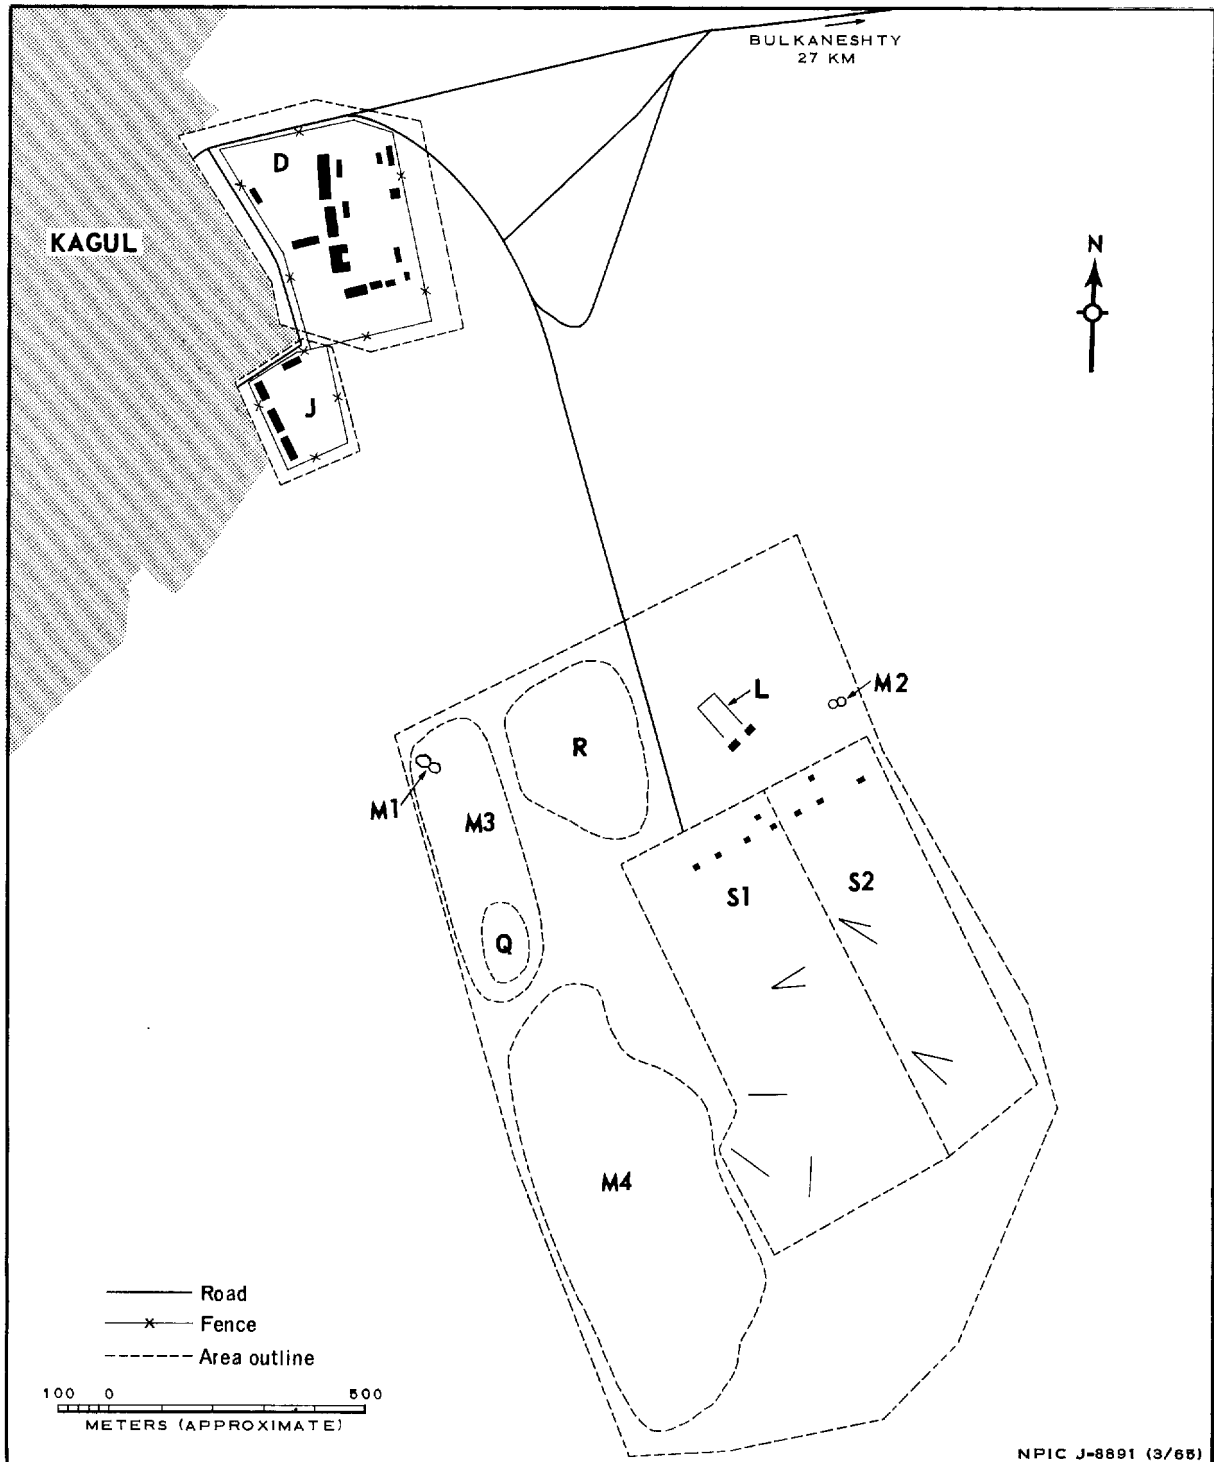 BULKANESHTY
27 KM
D
KAGUL
N
J
L
M2
R
M1
M3
S1
S2
Q
M4
Road
Fence
Area outline
100 0 500
METERS (APPROXIMATE)
NPIC J-8891 (3/65)